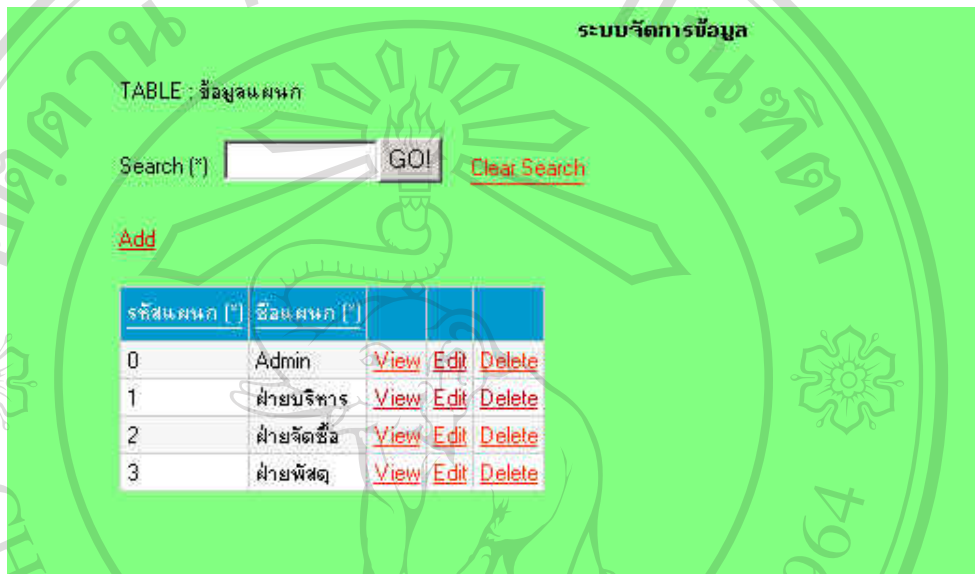 ระบบจัดการข้อมูล
TABLE : ข้อมูลแผนก
Search (*) GO! Clear Search
Add
รหัสแผนก (*) ชื่อแผนก (*)
0 Admin View Edit Delete
1 ฝ่ายบริหาร View Edit Delete
2 ฝ่ายจัดซื้อ View Edit Delete
3 ฝ่ายพัสดุ View Edit Delete